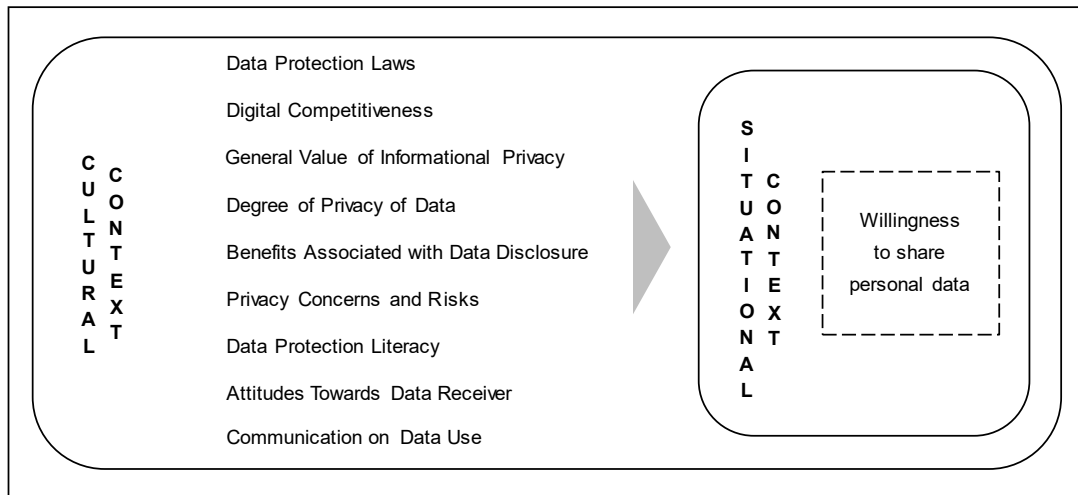 CULTURAL
CONTEXT
Data Protection Laws
Digital Competitiveness
General Value of Informational Privacy
Degree of Privacy of Data
Benefits Associated with Data Disclosure
Privacy Concerns and Risks
Data Protection Literacy
Attitudes Towards Data Receiver
Communication on Data Use
SITUATIONAL
CONTEXT
Willingness
to share
personal data